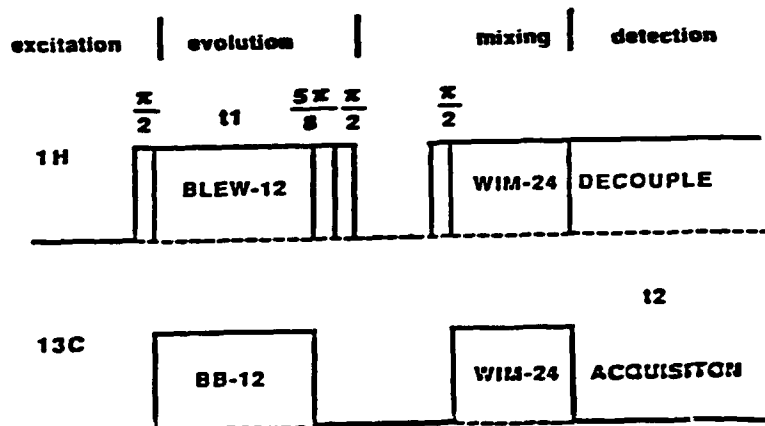 excitation | evolution | mixing | detection
π/2 t1 5π/8 π/2 π/2
1H BLEW-12 WIM-24 DECOUPLE
t2
13C BB-12 WIM-24 ACQUISITON